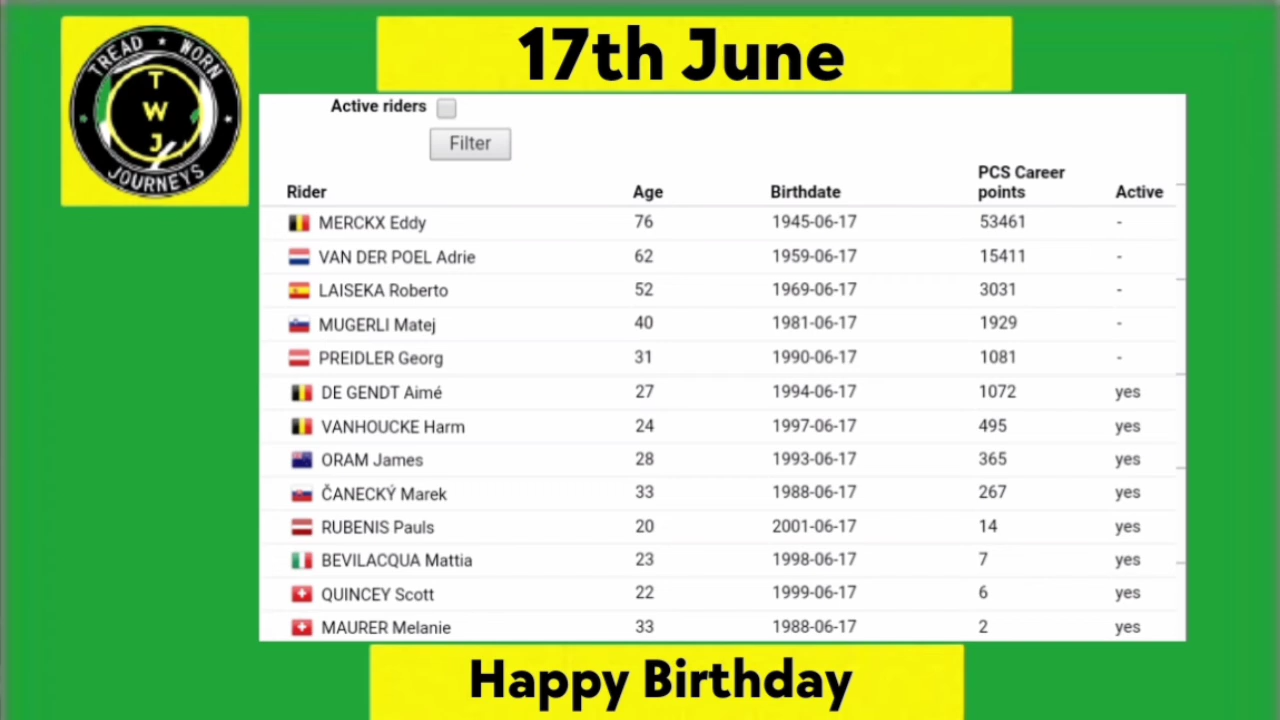 17th June
TREAD ★ WORN
JOURNEYS
T
W
J
Active riders
Filter
Rider Age Birthdate PCS Career points Active
MERCKX Eddy 76 1945-06-17 53461 -
VAN DER POEL Adrie 62 1959-06-17 15411 -
LAISEKA Roberto 52 1969-06-17 3031 -
MUGERLI Matej 40 1981-06-17 1929 -
PREIDLER Georg 31 1990-06-17 1081 -
DE GENDT Aimé 27 1994-06-17 1072 yes
VANHOUCKE Harm 24 1997-06-17 495 yes
ORAM James 28 1993-06-17 365 yes
ČANECKÝ Marek 33 1988-06-17 267 yes
RUBENIS Pauls 20 2001-06-17 14 yes
BEVILACQUA Mattia 23 1998-06-17 7 yes
QUINCEY Scott 22 1999-06-17 6 yes
MAURER Melanie 33 1988-06-17 2 yes
Happy Birthday